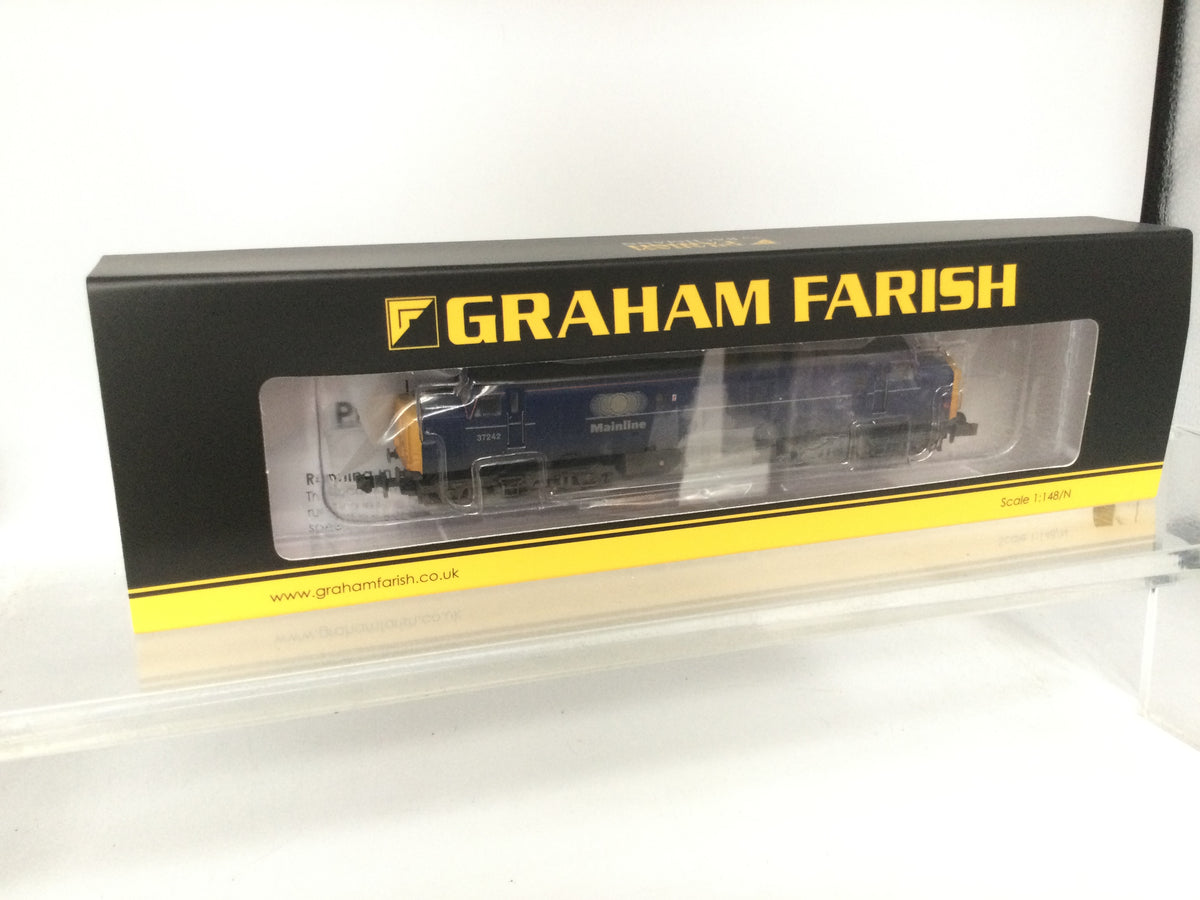 GRAHAM FARISH
37242
Mainline
Scale 1:148/N
www.grahamfarish.co.uk